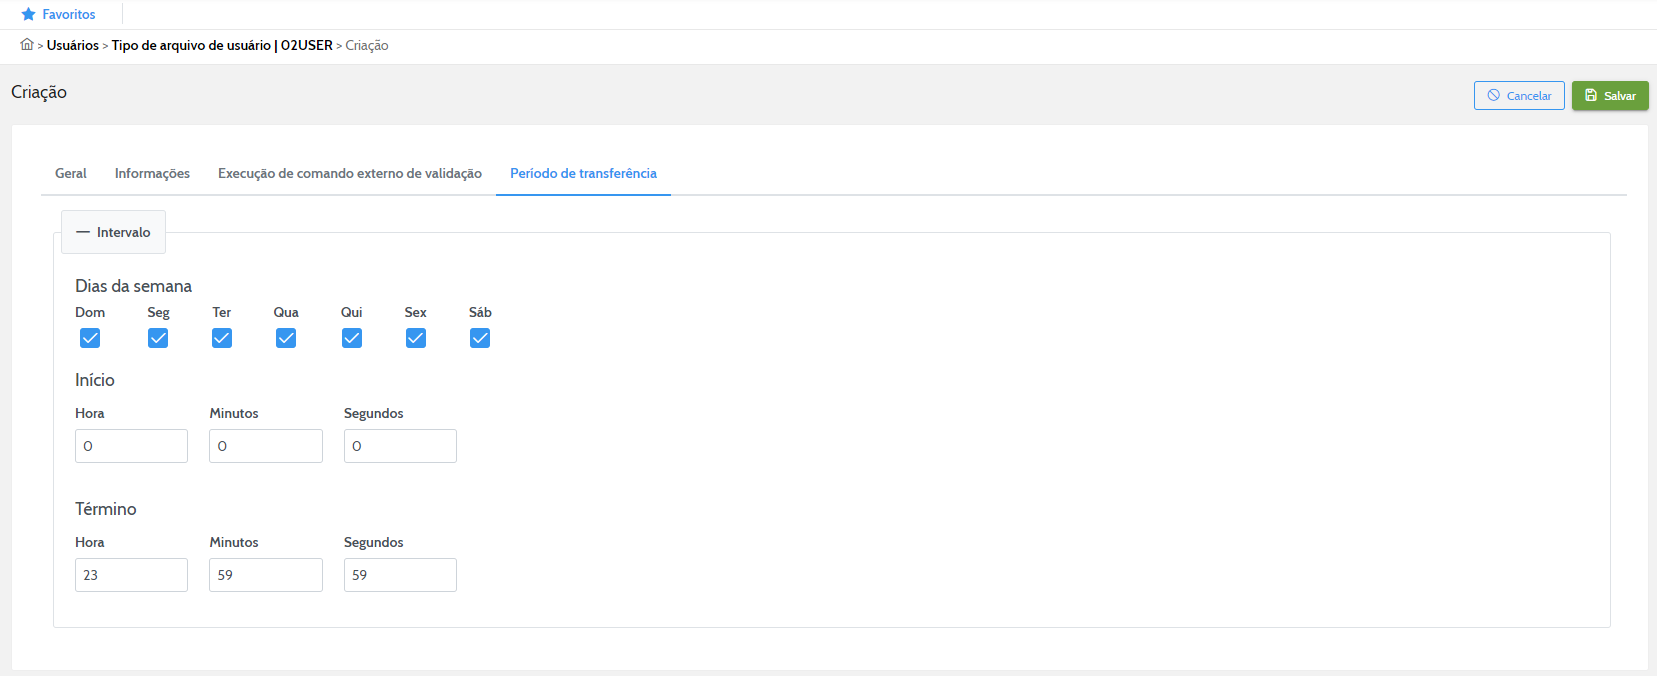 Favoritos
> Usuários > Tipo de arquivo de usuário | 02USER > Criação
Criação
Cancelar
Salvar
Geral
Informações
Execução de comando externo de validação
Período de transferência
Intervalo
Dias da semana
Dom Seg Ter Qua Qui Sex Sáb
Início
Hora Minutos Segundos
0 0 0
Término
Hora Minutos Segundos
23 59 59